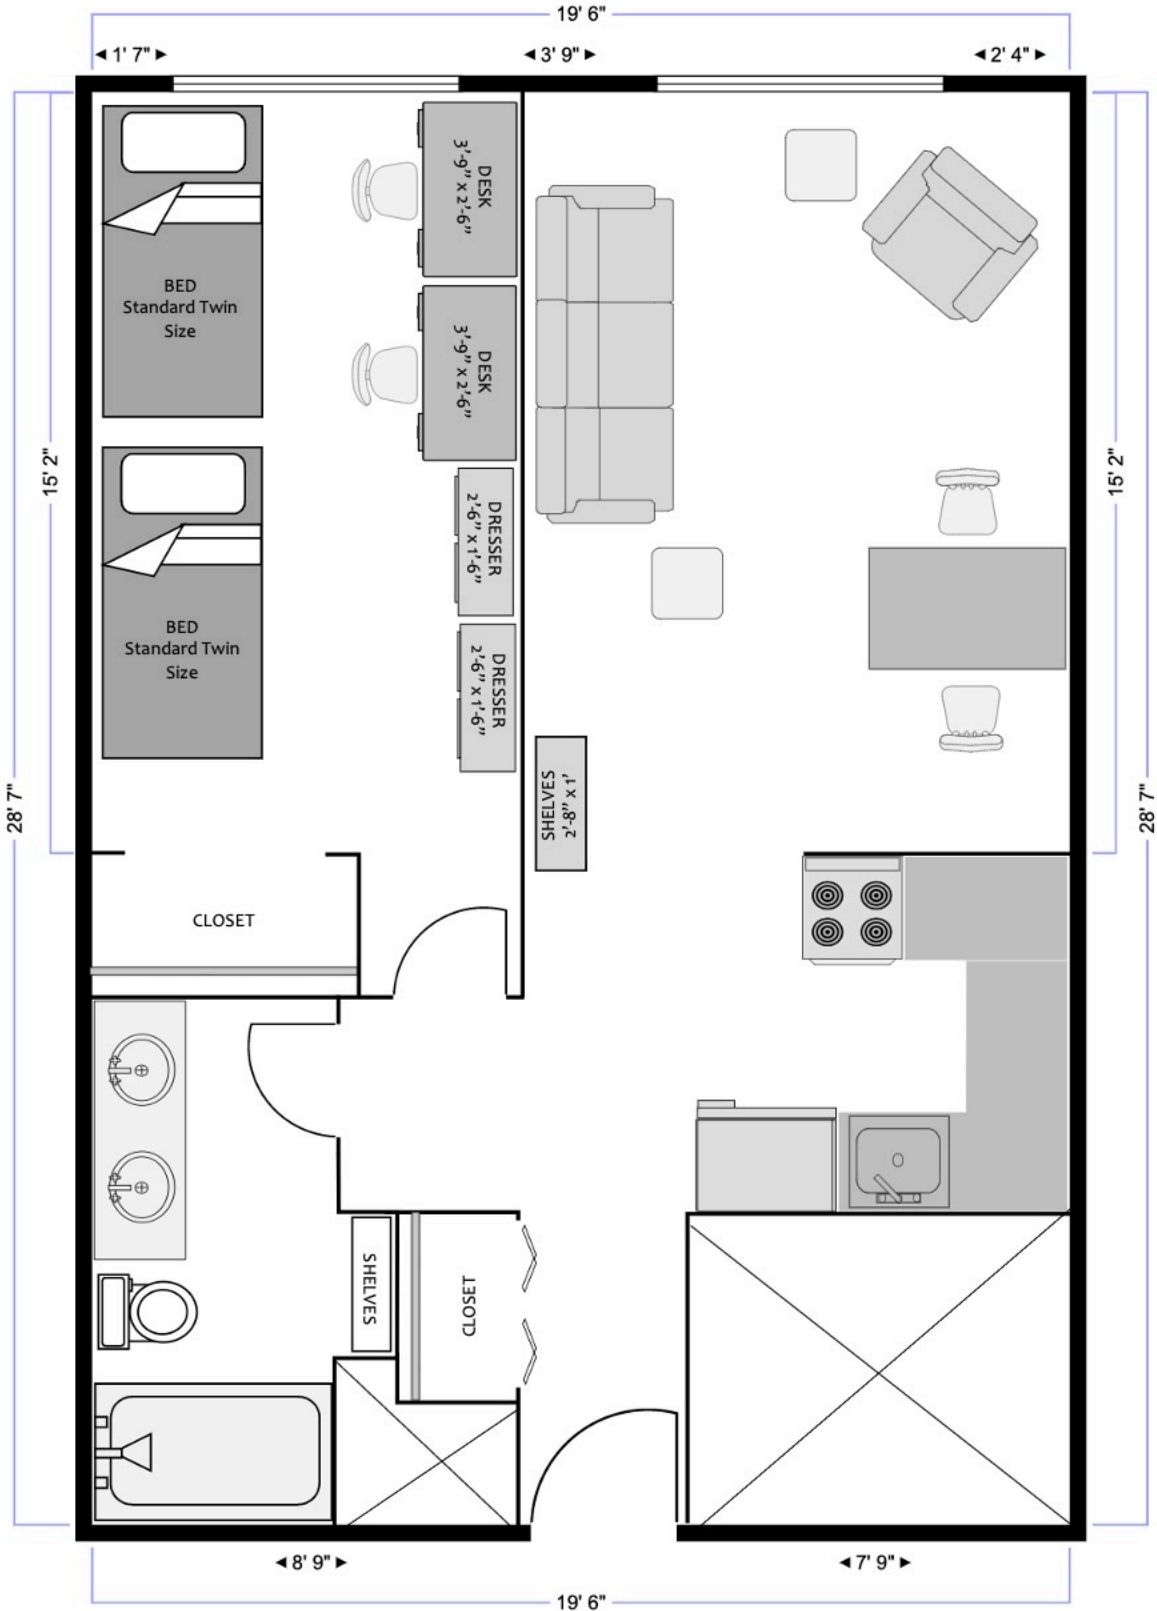 19' 6"
1' 7"
3' 9"
2' 4"
DESK
3'-9" x 2'-6"
BED
Standard Twin
Size
DESK
3'-9" x 2'-6"
15' 2"
15' 2"
DRESSER
2'-6" x 1'-6"
BED
Standard Twin
Size
DRESSER
2'-6" x 1'-6"
28' 7"
SHELVES
2'-8" x 1'
28' 7"
CLOSET
SHELVES
CLOSET
8' 9"
7' 9"
19' 6"